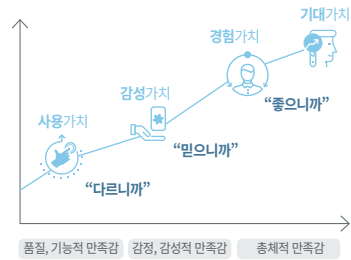 기대가치
경험가치
“좋으니까”
감성가치
“믿으니까”
사용가치
“다르니까”
품질, 기능적 만족감
감정, 감성적 만족감
총체적 만족감